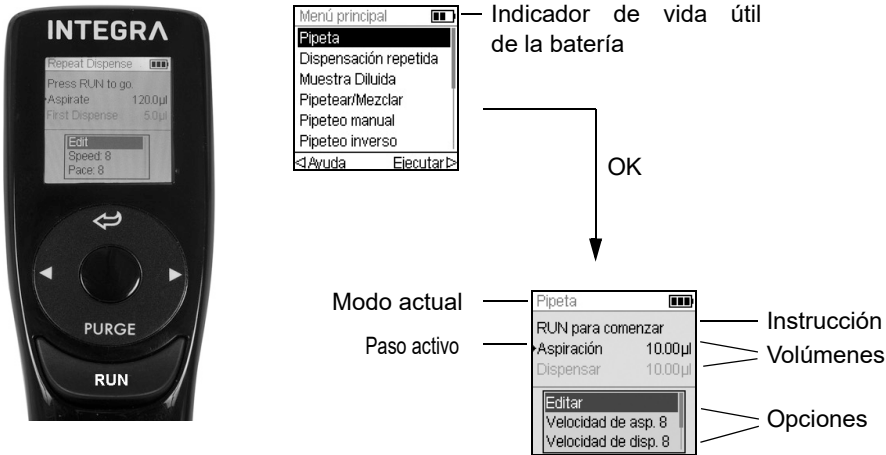 INTEGRA
Repeat Dispense
Press RUN to go.
Aspirate 120.0µl
First Dispense 5.0µl
Edit
Speed: 8
Pace: 8
PURGE
RUN
Menú principal
Pipeta
Dispensación repetida
Muestra Diluida
Pipetear/Mezclar
Pipeteo manual
Pipeteo inverso
Ayuda Ejecutar
Indicador de vida útil
de la batería
OK
Modo actual
Paso activo
Pipeta
RUN para comenzar
Aspiración 10.00µl
Dispensar 10.00µl
Editar
Velocidad de asp. 8
Velocidad de disp. 8
Instrucción
Volúmenes
Opciones